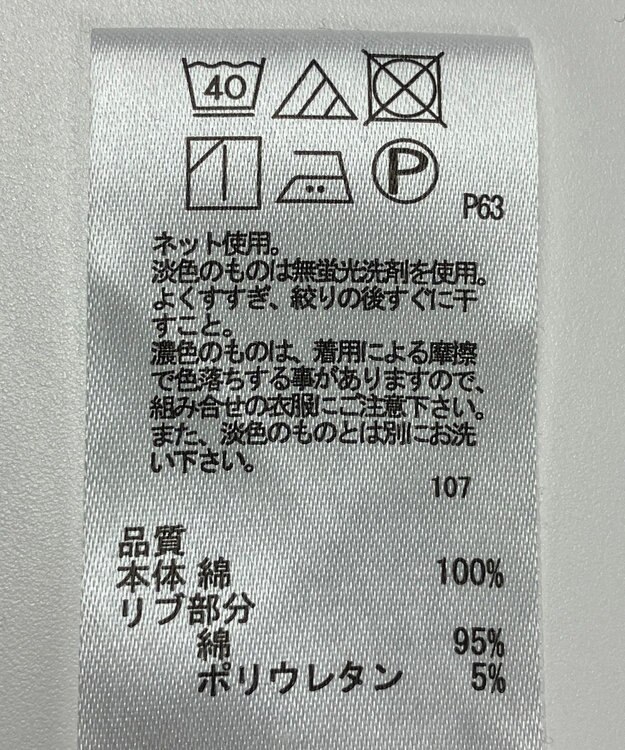 40
P
P63
ネット使用。
淡色のものは無蛍光洗剤を使用。
よくすすぎ、絞りの後すぐに干
すこと。
濃色のものは、着用による摩擦
で色落ちする事がありますので、
組み合せの衣服にご注意下さい。
また、淡色のものとは別にお洗
い下さい。
107
品質
本体 綿 100%
リブ部分
綿 95%
ポリウレタン 5%